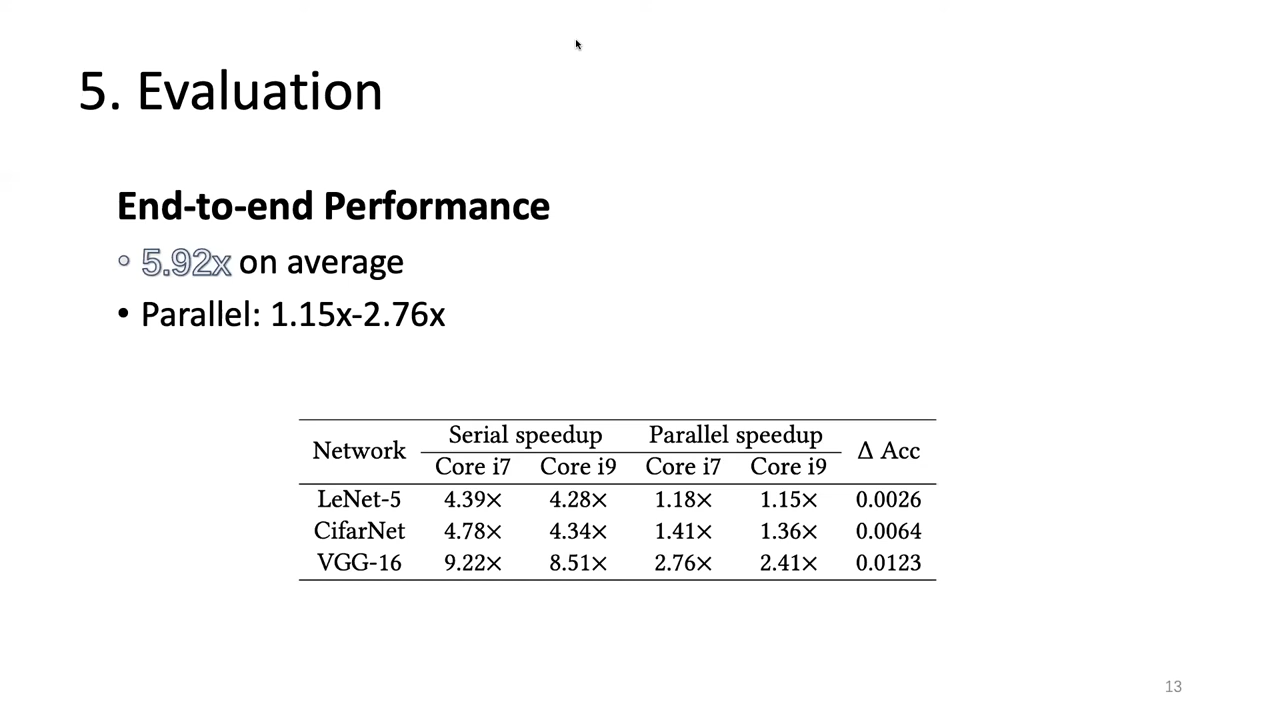 5. Evaluation
End-to-end Performance
• 5.92x on average
• Parallel: 1.15x-2.76x
Network Serial speedup Parallel speedup Δ Acc
Core i7 Core i9 Core i7 Core i9
LeNet-5 4.39× 4.28× 1.18× 1.15× 0.0026
CifarNet 4.78× 4.34× 1.41× 1.36× 0.0064
VGG-16 9.22× 8.51× 2.76× 2.41× 0.0123
13